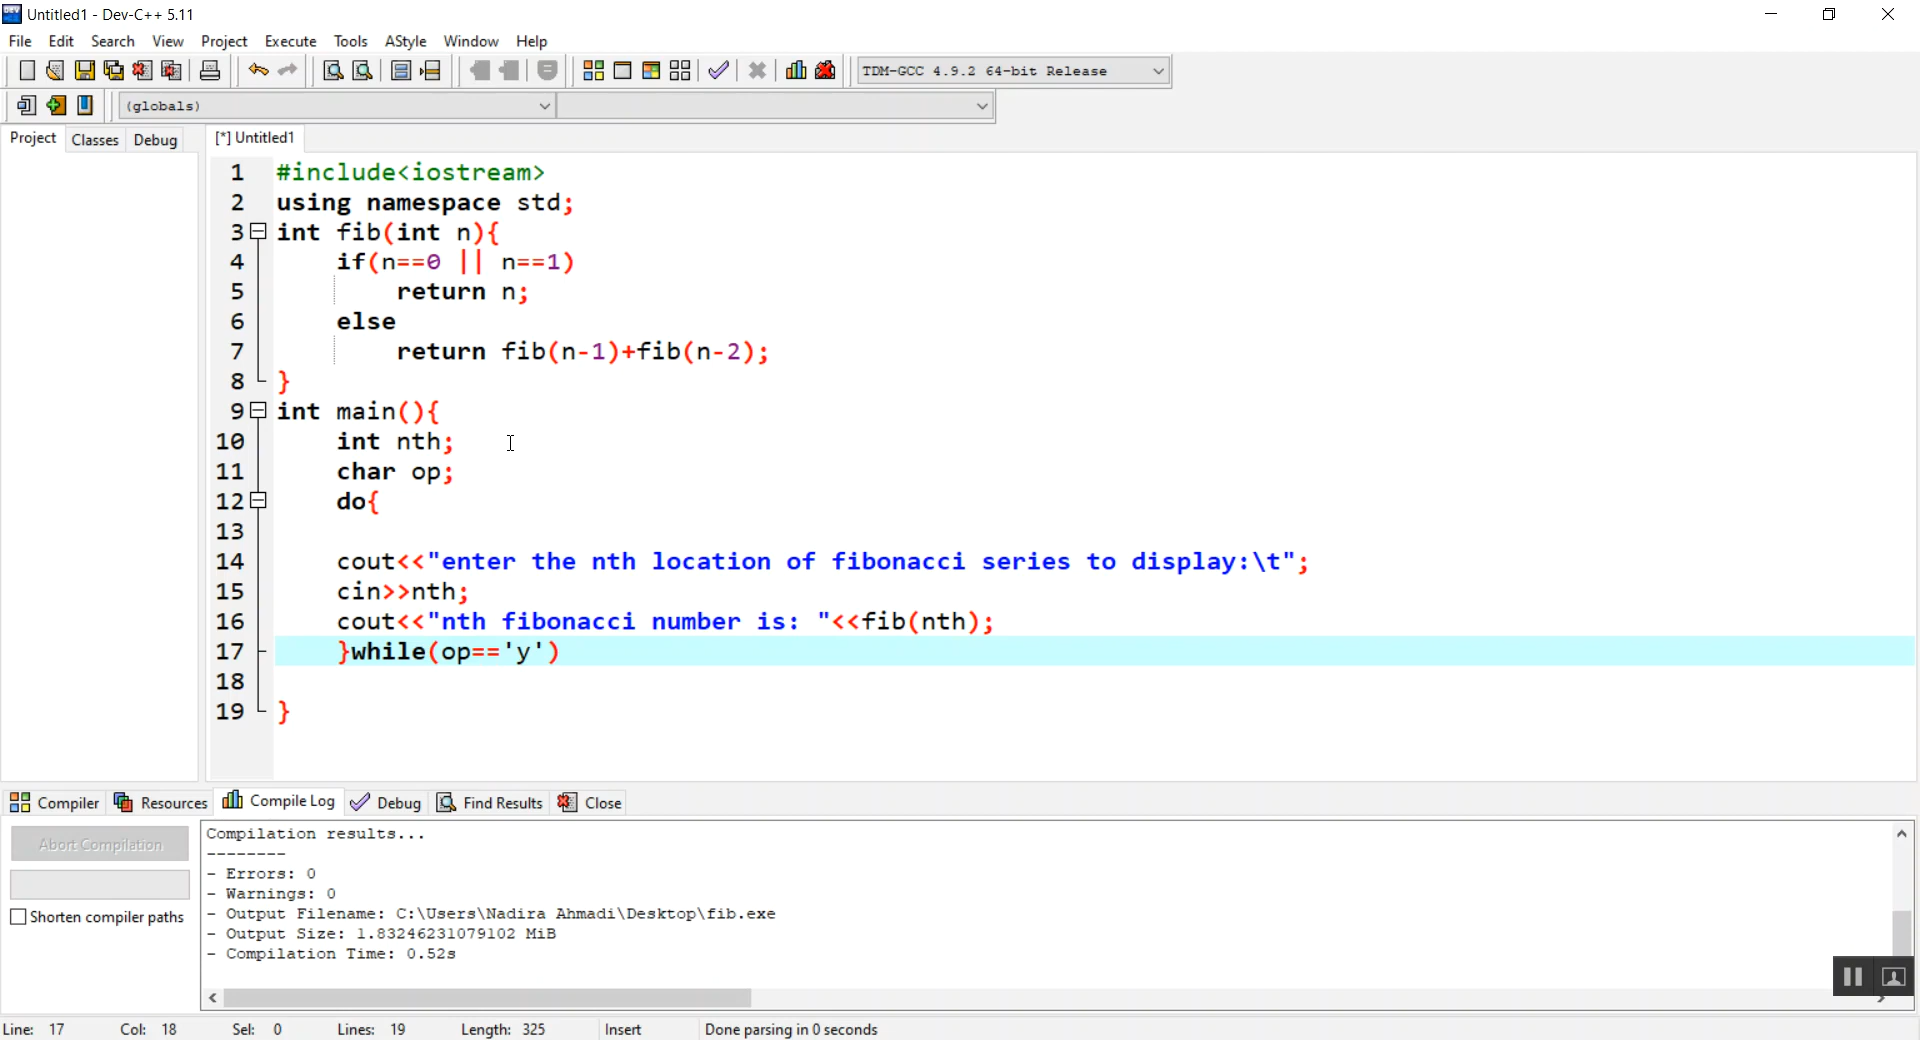 Untitled1 - Dev-C++ 5.11
File Edit Search View Project Execute Tools AStyle Window Help
TDM-GCC 4.9.2 64-bit Release
(globals)
Project Classes Debug [*] Untitled1
1 #include<iostream>
2 using namespace std;
3 int fib(int n){
4 if(n==0 || n==1)
5 return n;
6 else
7 return fib(n-1)+fib(n-2);
8 }
9 int main(){
10 int nth;
11 char op;
12 do{
13
14 cout<<"enter the nth location of fibonacci series to display:\t";
15 cin>>nth;
16 cout<<"nth fibonacci number is: "<<fib(nth);
17 }while(op=='y')
18
19 }
Compiler Resources Compile Log Debug Find Results Close
Abort Compilation
Shorten compiler paths
Compilation results...
--------
- Errors: 0
- Warnings: 0
- Output Filename: C:\Users\Nadira Ahmadi\Desktop\fib.exe
- Output Size: 1.83246231079102 MiB
- Compilation Time: 0.52s
Line: 17 Col: 18 Sel: 0 Lines: 19 Length: 325 Insert Done parsing in 0 seconds